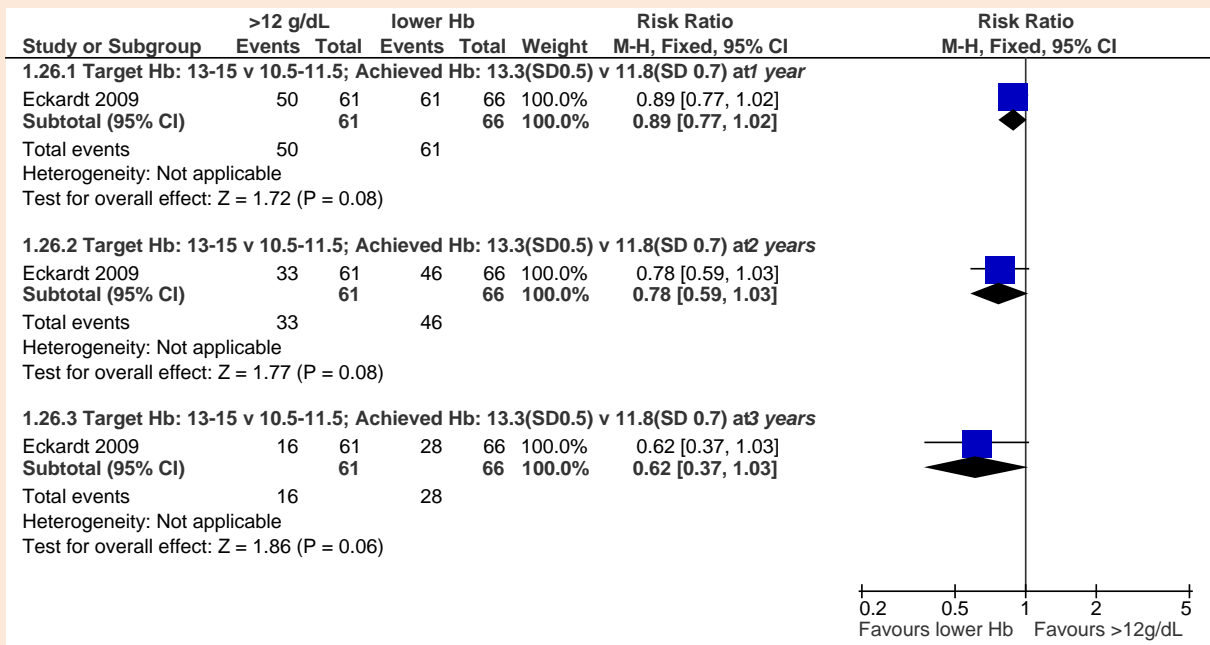 >12 g/dL lower Hb Risk Ratio Risk Ratio
Study or Subgroup Events Total Events Total Weight M-H, Fixed, 95% CI M-H, Fixed, 95% CI
1.26.1 Target Hb: 13-15 v 10.5-11.5; Achieved Hb: 13.3(SD0.5) v 11.8(SD 0.7) at1 year
Eckardt 2009 50 61 61 66 100.0% 0.89 [0.77, 1.02]
Subtotal (95% CI) 61 66 100.0% 0.89 [0.77, 1.02]
Total events 50 61
Heterogeneity: Not applicable
Test for overall effect: Z = 1.72 (P = 0.08)
1.26.2 Target Hb: 13-15 v 10.5-11.5; Achieved Hb: 13.3(SD0.5) v 11.8(SD 0.7) at2 years
Eckardt 2009 33 61 46 66 100.0% 0.78 [0.59, 1.03]
Subtotal (95% CI) 61 66 100.0% 0.78 [0.59, 1.03]
Total events 33 46
Heterogeneity: Not applicable
Test for overall effect: Z = 1.77 (P = 0.08)
1.26.3 Target Hb: 13-15 v 10.5-11.5; Achieved Hb: 13.3(SD0.5) v 11.8(SD 0.7) at3 years
Eckardt 2009 16 61 28 66 100.0% 0.62 [0.37, 1.03]
Subtotal (95% CI) 61 66 100.0% 0.62 [0.37, 1.03]
Total events 16 28
Heterogeneity: Not applicable
Test for overall effect: Z = 1.86 (P = 0.06)
0.2 0.5 1 2 5
Favours lower Hb Favours >12g/dL